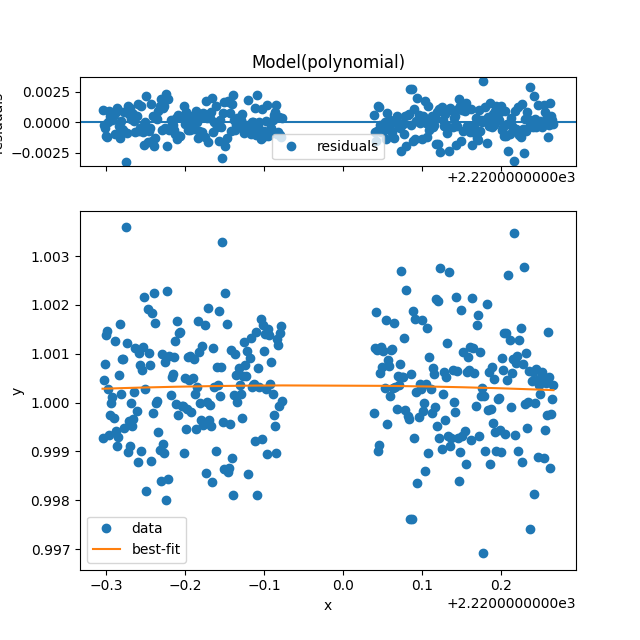 Model(polynomial)
0.0025
0.0000
−0.0025
residuals
+2.2200000000e3
1.003
1.002
1.001
1.000
0.999
0.998
0.997
y
data
best-fit
−0.3 −0.2 −0.1 0.0 0.1 0.2
x
+2.2200000000e3